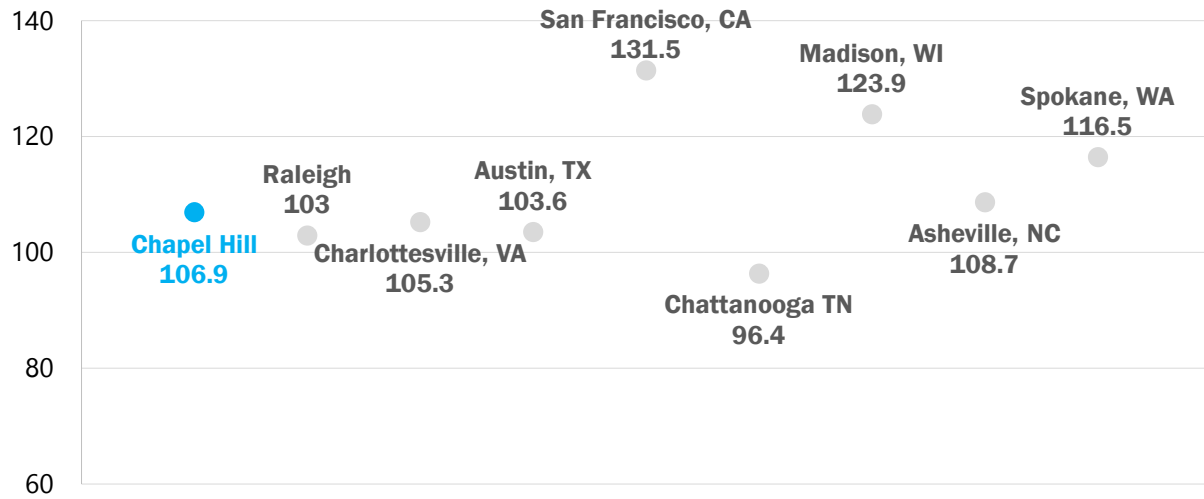 140
120
100
80
60
Chapel Hill
106.9
Raleigh
103
Charlottesville, VA
105.3
Austin, TX
103.6
San Francisco, CA
131.5
Chattanooga TN
96.4
Madison, WI
123.9
Asheville, NC
108.7
Spokane, WA
116.5